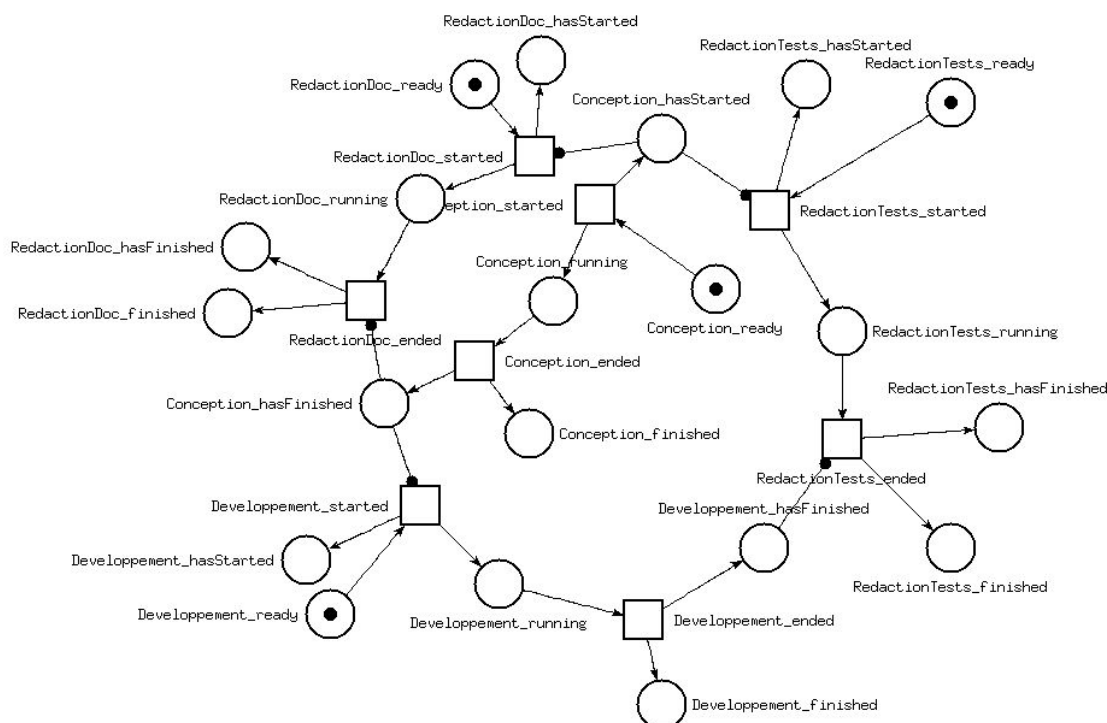 RedactionDoc_hasStarted
RedactionTests_hasStarted
RedactionTests_ready
RedactionDoc_ready
Conception_hasStarted
RedactionDoc_started
RedactionDoc_running
eption_started
RedactionTests_started
RedactionDoc_hasFinished
Conception_running
RedactionDoc_finished
Conception_ready
RedactionTests_running
RedactionDoc_ended
Conception_ended
RedactionTests_hasFinished
Conception_hasFinished
Conception_finished
RedactionTests_ended
Developpement_started
Developpement_hasFinished
Developpement_hasStarted
RedactionTests_finished
Developpement_ready
Developpement_running
Developpement_ended
Developpement_finished